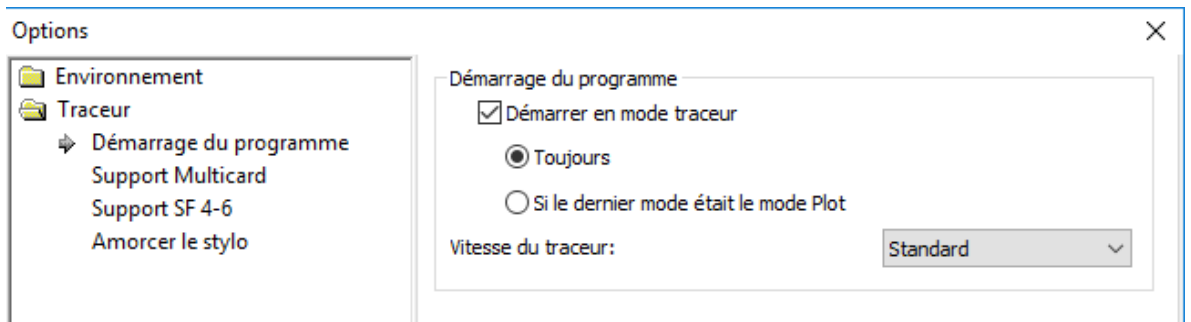 Options
Environnement
Traceur
Démarrage du programme
Support Multicard
Support SF 4-6
Amorcer le stylo
Démarrage du programme
Démarrer en mode traceur
Toujours
Si le dernier mode était le mode Plot
Vitesse du traceur:
Standard